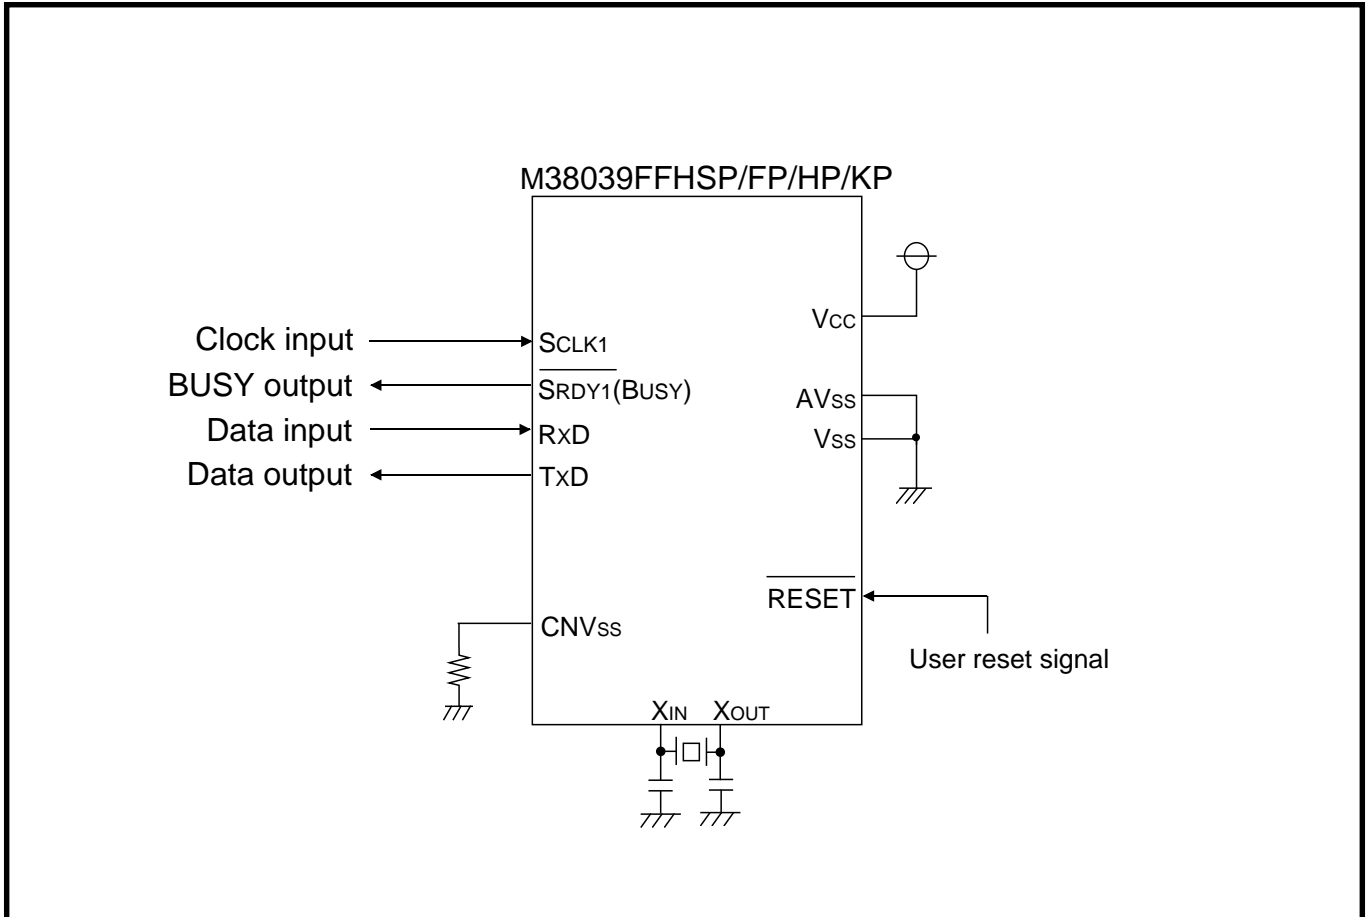 M38039FFHSP/FP/HP/KP
Clock input
SCLK1
BUSY output
SRDY1(BUSY)
Data input
RXD
Data output
TXD
VCC
AVSS
VSS
RESET
User reset signal
CNVSS
XIN XOUT